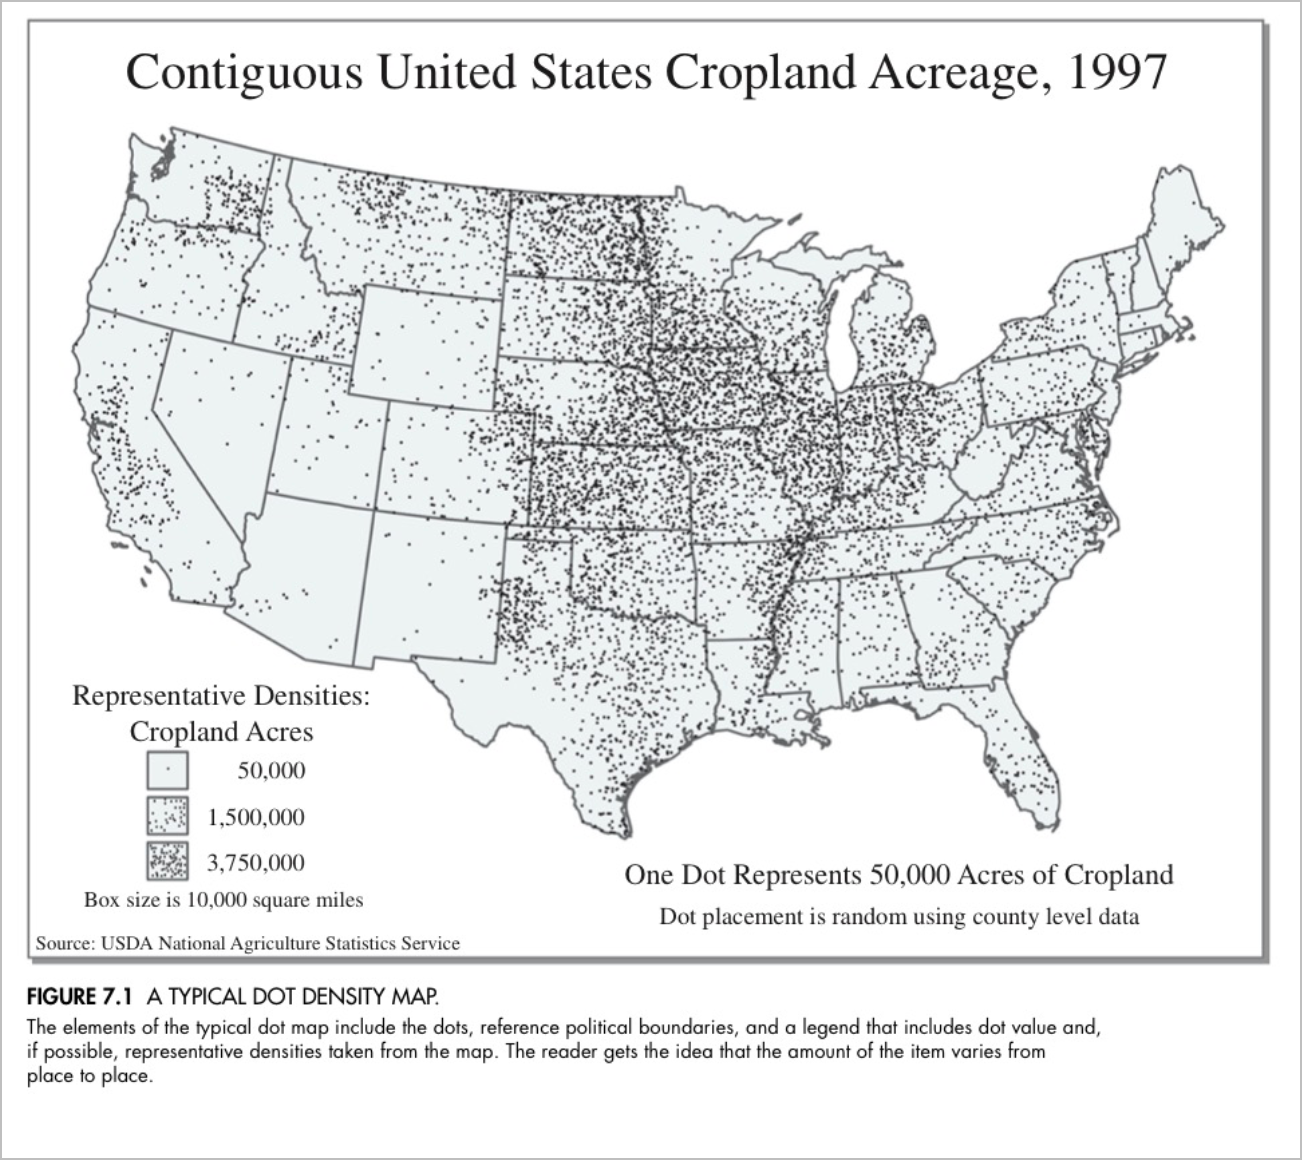 Contiguous United States Cropland Acreage, 1997
Representative Densities:
Cropland Acres
50,000
1,500,000
3,750,000
Box size is 10,000 square miles
One Dot Represents 50,000 Acres of Cropland
Dot placement is random using county level data
Source: USDA National Agriculture Statistics Service
FIGURE 7.1 A TYPICAL DOT DENSITY MAP.
The elements of the typical dot map include the dots, reference political boundaries, and a legend that includes dot value and,
if possible, representative densities taken from the map. The reader gets the idea that the amount of the item varies from
place to place.